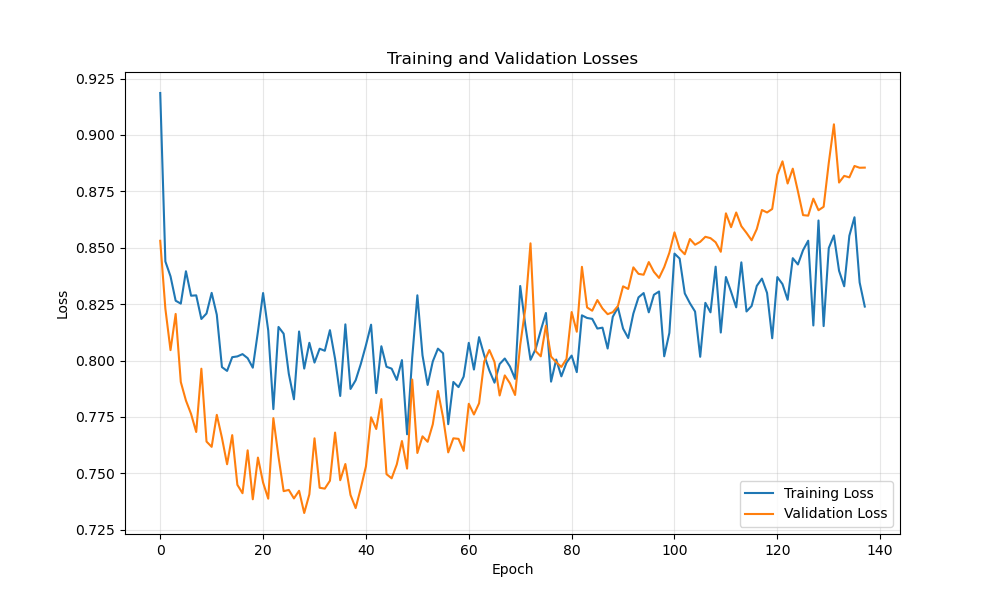 Training and Validation Losses
0.925
0.900
0.875
0.850
0.825
0.800
0.775
0.750
0.725
Loss
0 20 40 60 80 100 120 140
Epoch
Training Loss
Validation Loss